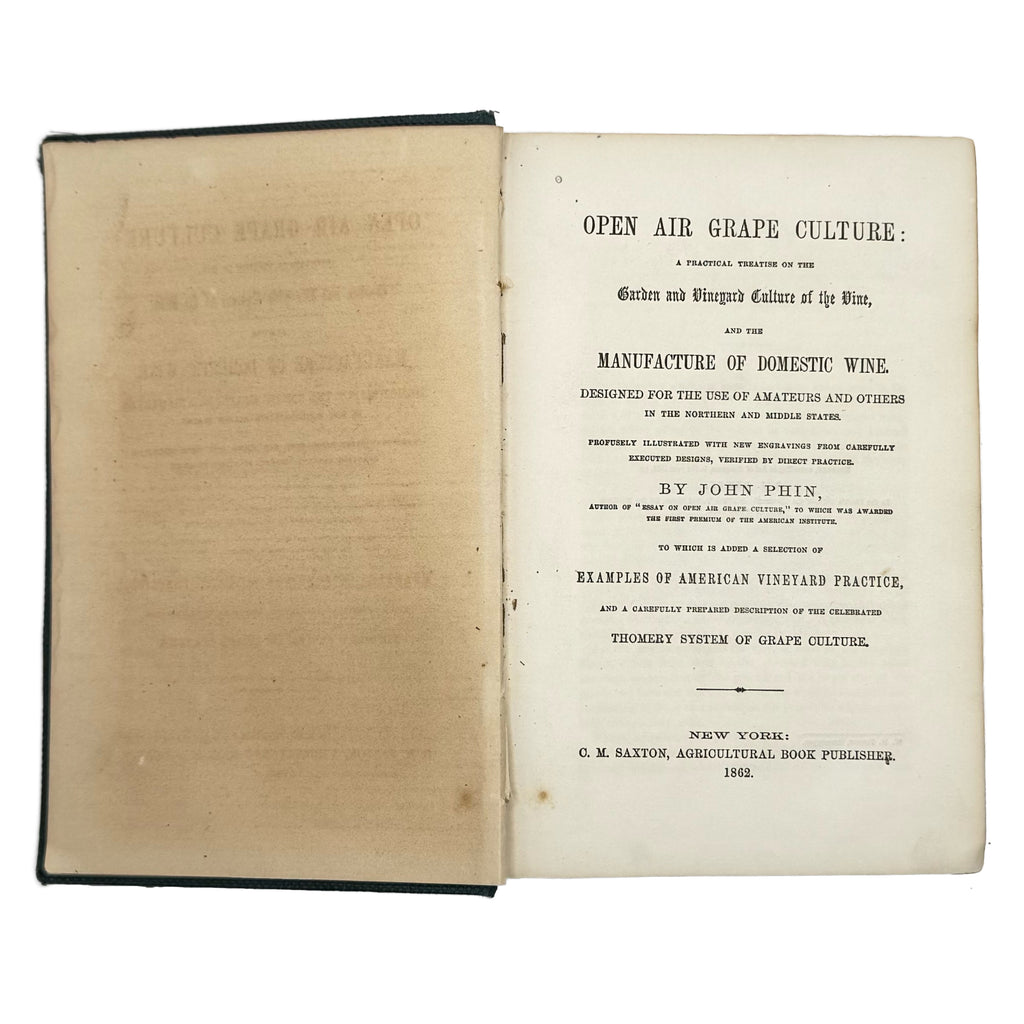 OPEN AIR GRAPE CULTURE:
A PRACTICAL TREATISE ON THE
Garden and Vineyard Culture of the Vine,
AND THE
MANUFACTURE OF DOMESTIC WINE.
DESIGNED FOR THE USE OF AMATEURS AND OTHERS
IN THE NORTHERN AND MIDDLE STATES.
PROFUSELY ILLUSTRATED WITH NEW ENGRAVINGS FROM CAREFULLY
EXECUTED DESIGNS, VERIFIED BY DIRECT PRACTICE.
BY JOHN PHIN,
AUTHOR OF "ESSAY ON OPEN AIR GRAPE CULTURE," TO WHICH WAS AWARDED
THE FIRST PREMIUM OF THE AMERICAN INSTITUTE.
TO WHICH IS ADDED A SELECTION OF
EXAMPLES OF AMERICAN VINEYARD PRACTICE,
AND A CAREFULLY PREPARED DESCRIPTION OF THE CELEBRATED
THOMERY SYSTEM OF GRAPE CULTURE.
NEW YORK:
C. M. SAXTON, AGRICULTURAL BOOK PUBLISHER.
1862.